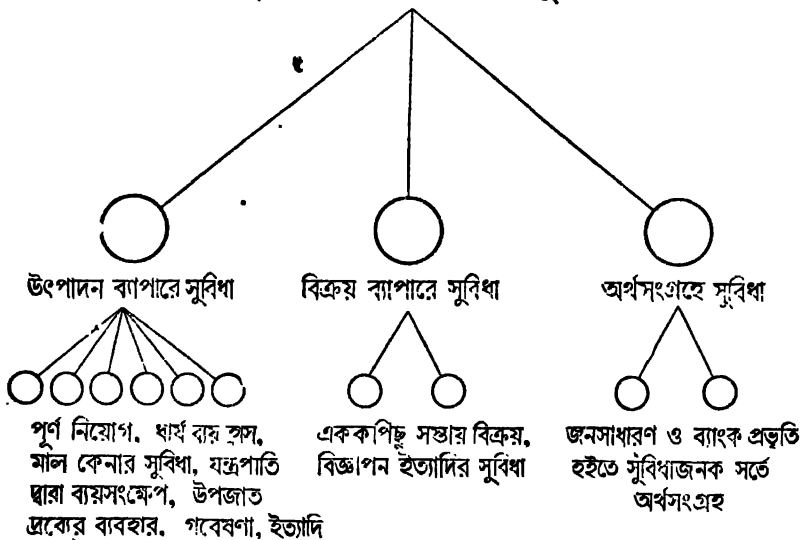 উৎপাদন ব্যাপারে সুবিধা
বিক্রয় ব্যাপারে সুবিধা
অর্থসংগ্রহে সুবিধা
পূর্ণ নিয়োগ, ধার্য ব্যয় হ্রাস,
মাল কেনার সুবিধা, যন্ত্রপাতি
দ্বারা ব্যয়সংক্ষেপ, উপজাত
দ্রব্যের ব্যবহার, গবেষণা, ইত্যাদি
এককপিছু সস্তায় বিক্রয়,
বিজ্ঞাপন ইত্যাদির সুবিধা
জনসাধারণ ও ব্যাংক প্রভৃতি
হইতে সুবিধাজনক সর্তে
অর্থসংগ্রহ